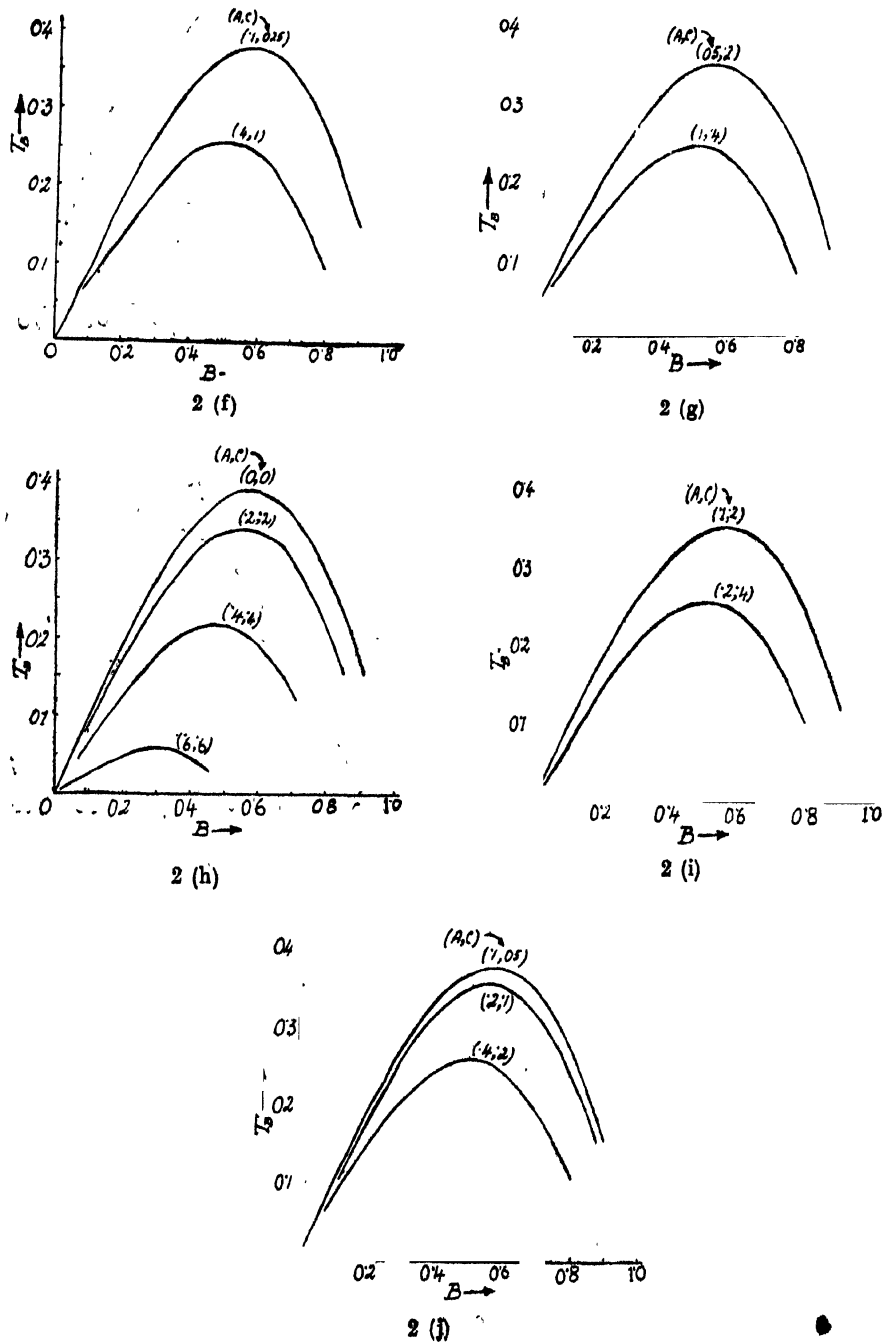 0·4
(A,C)
(·1,·025)
0·3
(·4,·1)
T_B
0·2
0·1
0 0·2 0·4 0·6 0·8 1·0
B
2 (f)
0·4
(A,C)
(·05,·2)
0·3
(·1,·4)
0·2
T_B
0·1
0·2 0·4 0·6 0·8
B
2 (g)
(A,C)
0·4
(0,0)
(·2,·2)
0·3
0·2
(·4,·4)
T_B
0·1
(·6,·6)
0 0·2 0·4 0·6 0·8 1·0
B
2 (h)
0·4
(A,C)
(·1,·2)
0·3
(·2,·4)
0·2
T_B
0·1
0·2 0·4 0·6 0·8 1·0
B
2 (i)
0·4
(A,C)
(·1,·05)
(·2,·1)
0·3
(·4,·2)
0·2
T_B
0·1
0·2 0·4 0·6 0·8 1·0
B
2 (j)